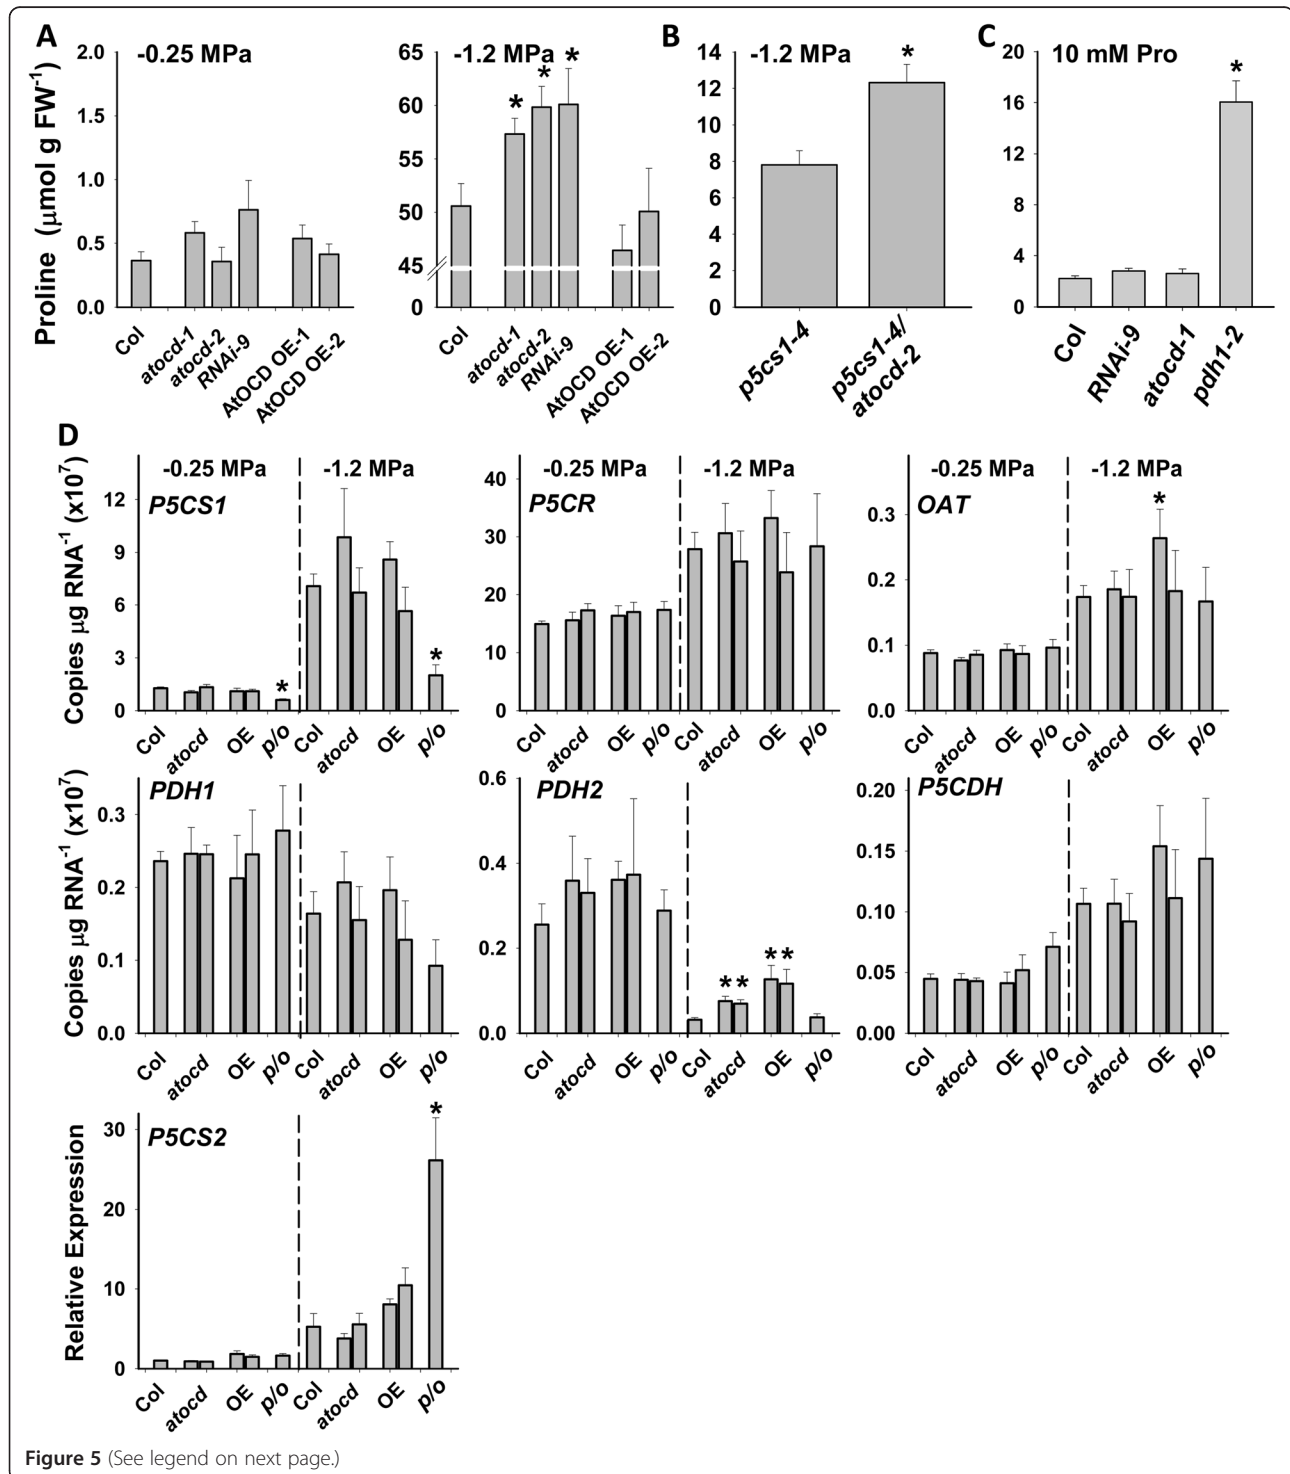 A
-0.25 MPa
Proline (µmol g FW⁻¹)
2.0
1.5
1.0
0.5
0.0
Col
atocd-1
atocd-2
RNAi-9
AtOCD OE-1
AtOCD OE-2
-1.2 MPa
65
60
55
50
45
0
* * *
Col
atocd-1
atocd-2
RNAi-9
AtOCD OE-1
AtOCD OE-2
B
-1.2 MPa
14
12
10
8
6
4
2
0
*
p5cs1-4
p5cs1-4/
atocd-2
C
10 mM Pro
20
16
12
8
4
0
*
Col
RNAi-9
atocd-1
pdh1-2
D
Copies µg RNA⁻¹ (x10⁷)
-0.25 MPa
-1.2 MPa
P5CS1
12
9
6
3
0
* *
Col
atocd
OE
p/o
Col
atocd
OE
p/o
-0.25 MPa
-1.2 MPa
P5CR
40
30
20
10
0
Col
atocd
OE
p/o
Col
atocd
OE
p/o
-0.25 MPa
-1.2 MPa
OAT
0.3
0.2
0.1
0.0
*
Col
atocd
OE
p/o
Col
atocd
OE
p/o
Copies µg RNA⁻¹ (x10⁷)
PDH1
0.3
0.2
0.1
0.0
Col
atocd
OE
p/o
Col
atocd
OE
p/o
PDH2
0.6
0.4
0.2
0.0
** **
Col
atocd
OE
p/o
Col
atocd
OE
p/o
P5CDH
0.20
0.15
0.10
0.05
0.00
Col
atocd
OE
p/o
Col
atocd
OE
p/o
Relative Expression
P5CS2
30
20
10
0
*
Col
atocd
OE
p/o
Col
atocd
OE
p/o
Figure 5 (See legend on next page.)